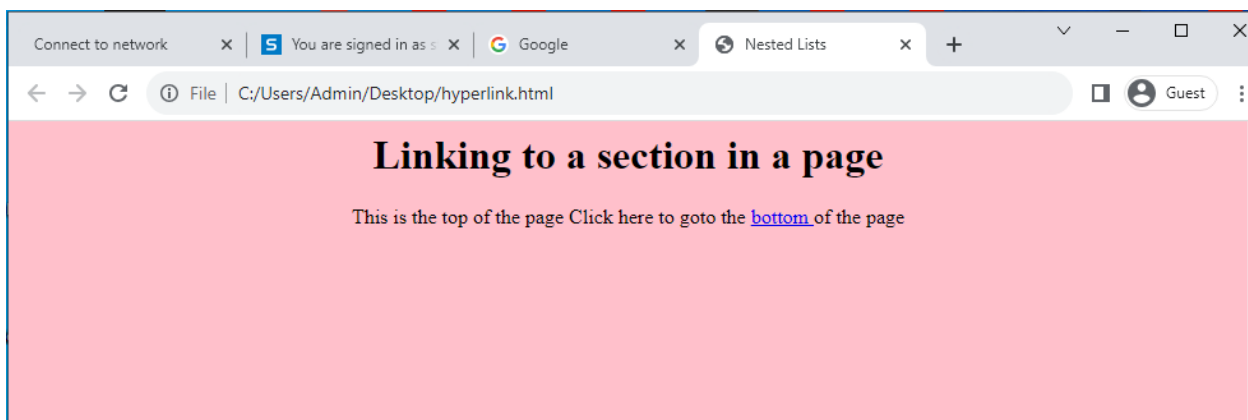 Connect to network
S You are signed in as s
G Google
Nested Lists
File
C:/Users/Admin/Desktop/hyperlink.html
Guest
Linking to a section in a page
This is the top of the page Click here to goto the bottom of the page